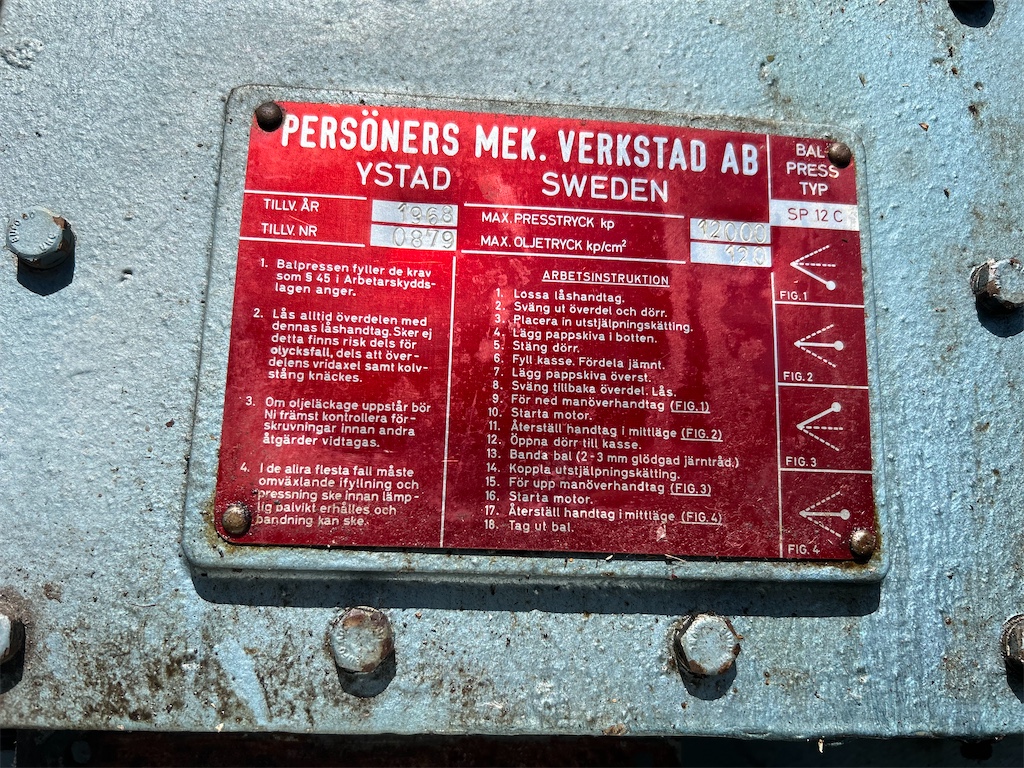 PERSÖNERS MEK. VERKSTAD AB
YSTAD SWEDEN
BAL-
PRESS
TYP
SP 12 C
TILLV. ÅR 1968
TILLV. NR 0879
MAX. PRESSTRYCK kp 12000
MAX. OLJETRYCK kp/cm²
1. Balpressen fyller de krav
som § 45 i Arbetarskydds-
lagen anger.
2. Lås alltid överdelen med
dennas låshandtag. Sker ej
detta finns risk dels för
olycksfall, dels att över-
delens vridaxel samt kolv-
stång knäckes.
3. Om oljeläckage uppstår bör
Ni främst kontrollera för-
skruvningar innan andra
åtgärder vidtagas.
4. I de allra flesta fall måste
omväxlande ifyllning och
pressning ske innan lämp-
lig balvikt erhålles och
bandning kan ske.
ARBETSINSTRUKTION
1. Lossa låshandtag.
2. Sväng ut överdel och dörr.
3. Placera in utstjälpningskätting.
4. Lägg pappskiva i botten.
5. Stäng dörr.
6. Fyll kasse. Fördela jämnt.
7. Lägg pappskiva överst.
8. Sväng tillbaka överdel. Lås.
9. För ned manöverhandtag (FIG.1)
10. Starta motor.
11. Återställ handtag i mittläge (FIG.2)
12. Öppna dörr till kasse.
13. Banda bal (2-3 mm glödgad järntråd.)
14. Koppla utstjälpningskätting.
15. För upp manöverhandtag (FIG.3)
16. Starta motor.
17. Återställ handtag i mittläge (FIG.4)
18. Tag ut bal.
FIG.1
FIG.2
FIG.3
FIG.4